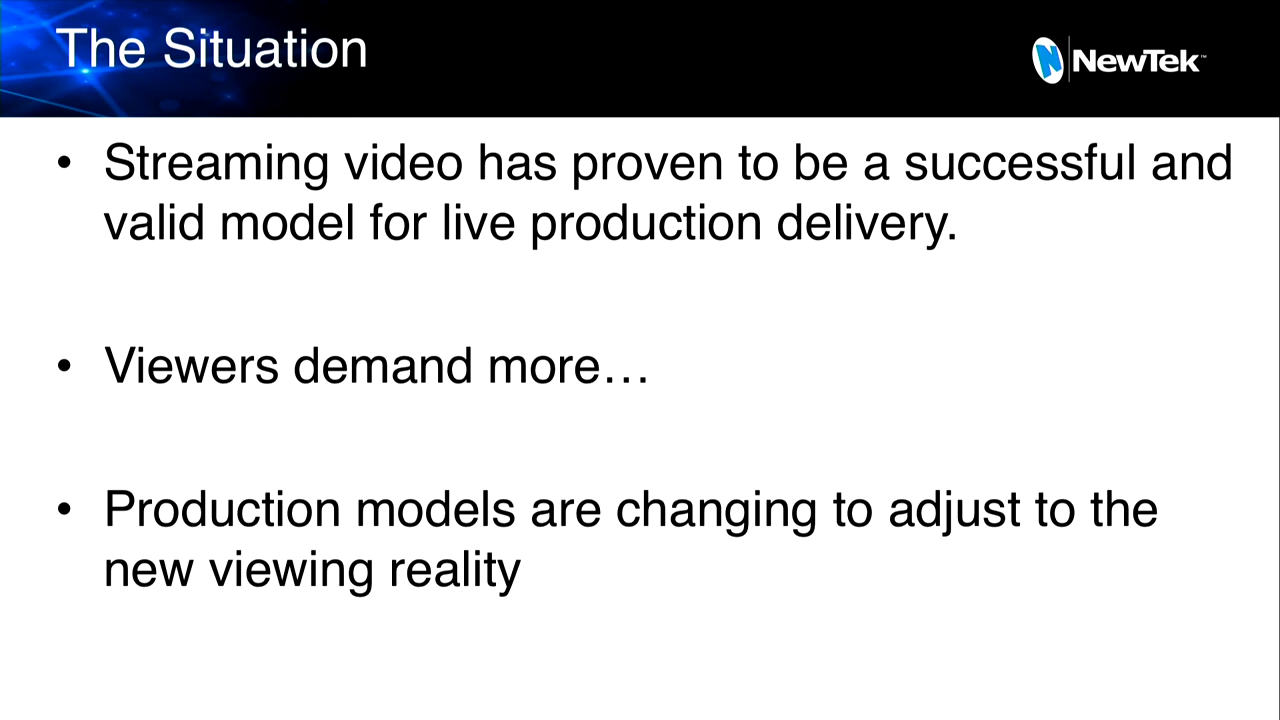 The Situation
NewTek™
• Streaming video has proven to be a successful and
valid model for live production delivery.
• Viewers demand more…
• Production models are changing to adjust to the
new viewing reality